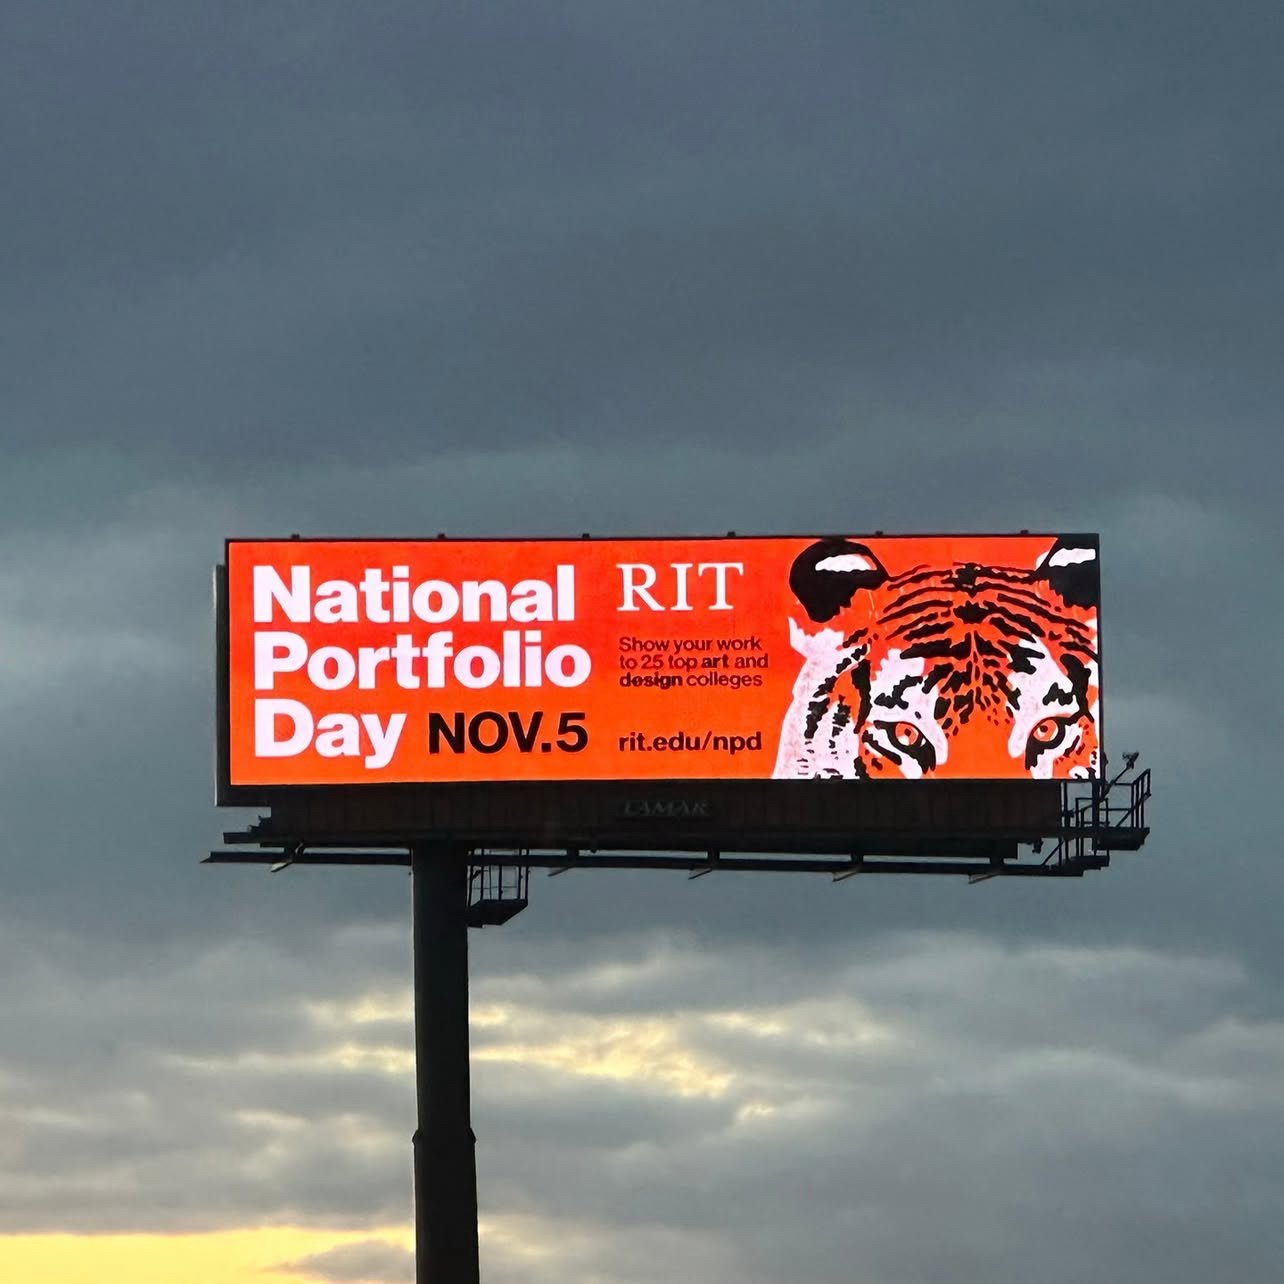 National
Portfolio
Day NOV.5
RIT
Show your work
to 25 top art and
design colleges
rit.edu/npd
LAMAR